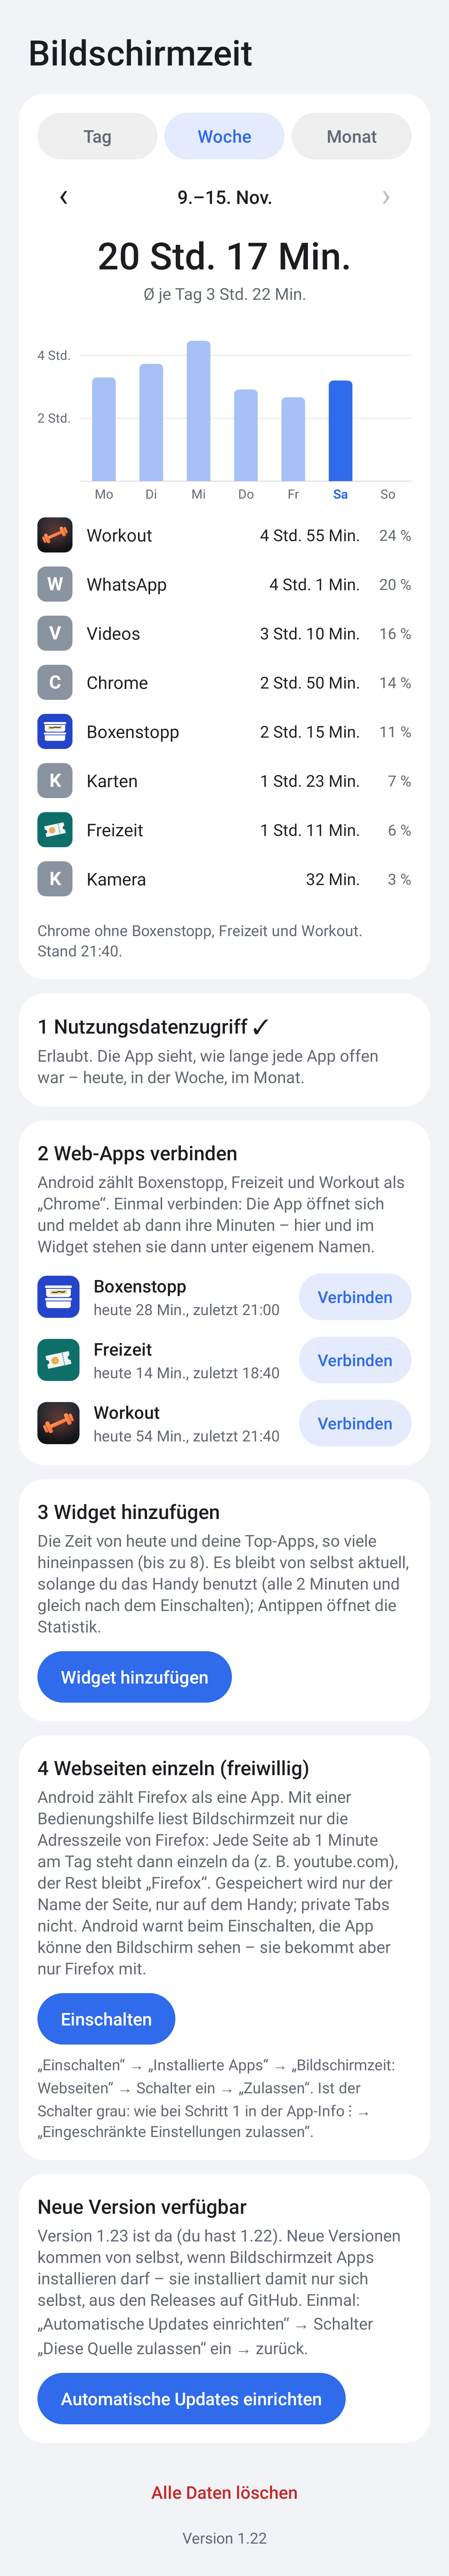 Bildschirmzeit
Tag Woche Monat
‹ 9.–15. Nov. ›
20 Std. 17 Min.
Ø je Tag 3 Std. 22 Min.
4 Std.
2 Std.
Mo Di Mi Do Fr Sa So
Workout 4 Std. 55 Min. 24 %
W WhatsApp 4 Std. 1 Min. 20 %
V Videos 3 Std. 10 Min. 16 %
C Chrome 2 Std. 50 Min. 14 %
Boxenstopp 2 Std. 15 Min. 11 %
K Karten 1 Std. 23 Min. 7 %
Freizeit 1 Std. 11 Min. 6 %
K Kamera 32 Min. 3 %
Chrome ohne Boxenstopp, Freizeit und Workout.
Stand 21:40.
1 Nutzungsdatenzugriff ✓
Erlaubt. Die App sieht, wie lange jede App offen
war – heute, in der Woche, im Monat.
2 Web-Apps verbinden
Android zählt Boxenstopp, Freizeit und Workout als
„Chrome“. Einmal verbinden: Die App öffnet sich
und meldet ab dann ihre Minuten – hier und im
Widget stehen sie dann unter eigenem Namen.
Boxenstopp
heute 28 Min., zuletzt 21:00
Verbinden
Freizeit
heute 14 Min., zuletzt 18:40
Verbinden
Workout
heute 54 Min., zuletzt 21:40
Verbinden
3 Widget hinzufügen
Die Zeit von heute und deine Top-Apps, so viele
hineinpassen (bis zu 8). Es bleibt von selbst aktuell,
solange du das Handy benutzt (alle 2 Minuten und
gleich nach dem Einschalten); Antippen öffnet die
Statistik.
Widget hinzufügen
4 Webseiten einzeln (freiwillig)
Android zählt Firefox als eine App. Mit einer
Bedienungshilfe liest Bildschirmzeit nur die
Adresszeile von Firefox: Jede Seite ab 1 Minute
am Tag steht dann einzeln da (z. B. youtube.com),
der Rest bleibt „Firefox“. Gespeichert wird nur der
Name der Seite, nur auf dem Handy; private Tabs
nicht. Android warnt beim Einschalten, die App
könne den Bildschirm sehen – sie bekommt aber
nur Firefox mit.
Einschalten
„Einschalten“ → „Installierte Apps“ → „Bildschirmzeit:
Webseiten“ → Schalter ein → „Zulassen“. Ist der
Schalter grau: wie bei Schritt 1 in der App-Info ⋮ →
„Eingeschränkte Einstellungen zulassen“.
Neue Version verfügbar
Version 1.23 ist da (du hast 1.22). Neue Versionen
kommen von selbst, wenn Bildschirmzeit Apps
installieren darf – sie installiert damit nur sich
selbst, aus den Releases auf GitHub. Einmal:
„Automatische Updates einrichten“ → Schalter
„Diese Quelle zulassen“ ein → zurück.
Automatische Updates einrichten
Alle Daten löschen
Version 1.22